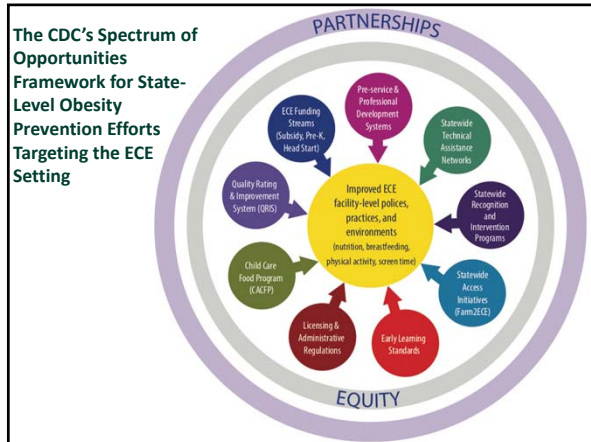 The CDC's Spectrum of
Opportunities
Framework for State-
Level Obesity
Prevention Efforts
Targeting the ECE
Setting
PARTNERSHIPS
Pre-service &
Professional
Development
Systems
Statewide
Technical
Assistance
Networks
Statewide
Recognition
and
Intervention
Programs
Statewide
Access
Initiatives
(Farm2ECE)
Early Learning
Standards
Licensing &
Administrative
Regulations
Child Care
Food Program
(CACFP)
Quality Rating
& Improvement
System (QRIS)
ECE Funding
Streams
(Subsidy, Pre-K,
Head Start)
Improved ECE
facility-level polices,
practices, and
environments
(nutrition, breastfeeding,
physical activity, screen time)
EQUITY